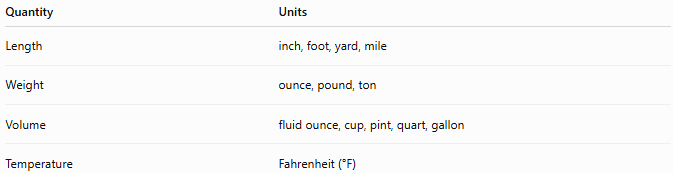 Quantity Units
Length inch, foot, yard, mile
Weight ounce, pound, ton
Volume fluid ounce, cup, pint, quart, gallon
Temperature Fahrenheit (°F)